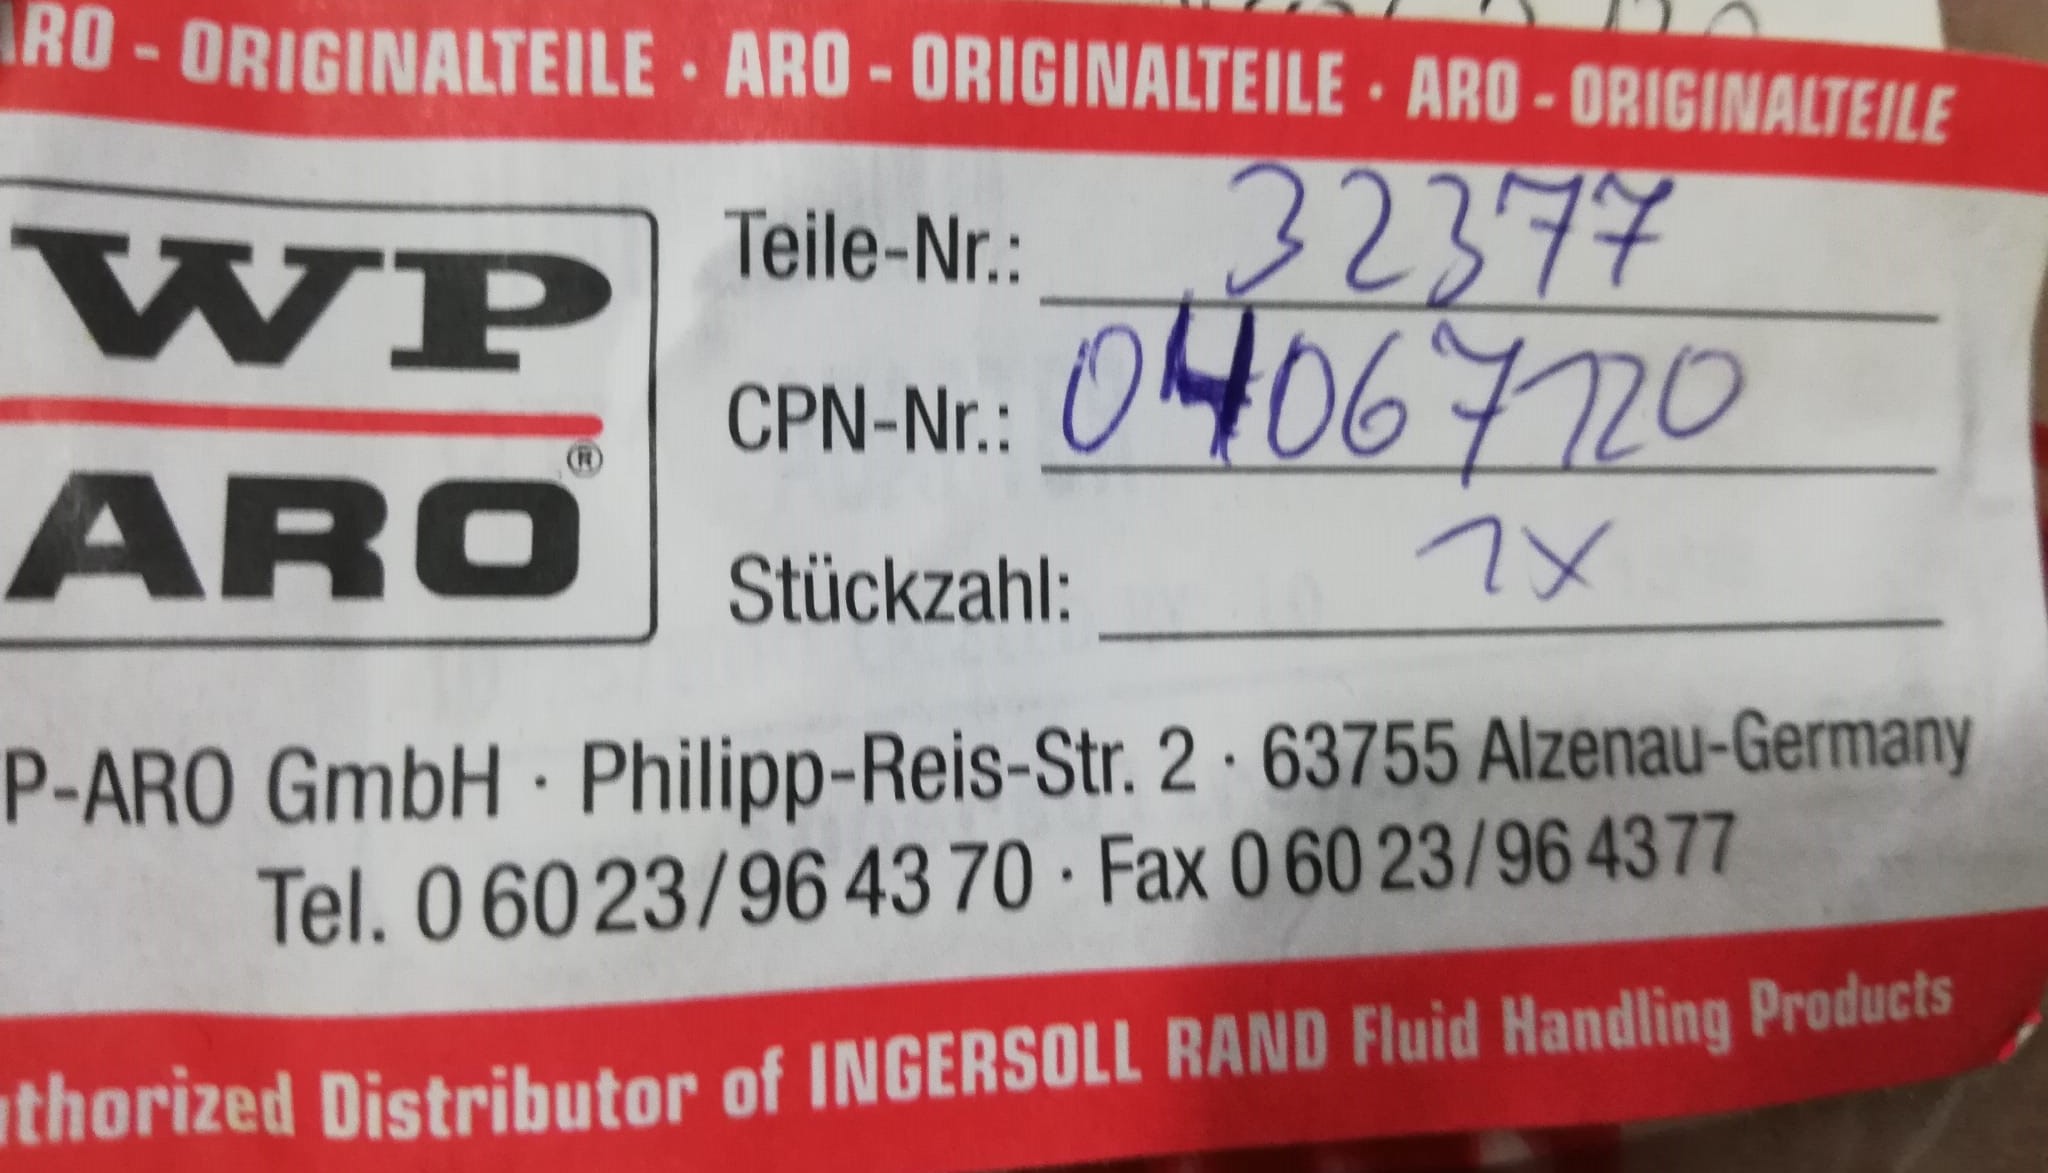 RO - ORIGINALTEILE · ARO - ORIGINALTEILE · ARO - ORIGINALTEILE
WP
ARO®
Teile-Nr.: 32377
CPN-Nr.: 04067120
Stückzahl: 1x
P-ARO GmbH · Philipp-Reis-Str. 2 · 63755 Alzenau-Germany
Tel. 0 60 23/96 43 70 · Fax 0 60 23/96 43 77
uthorized Distributor of INGERSOLL RAND Fluid Handling Products